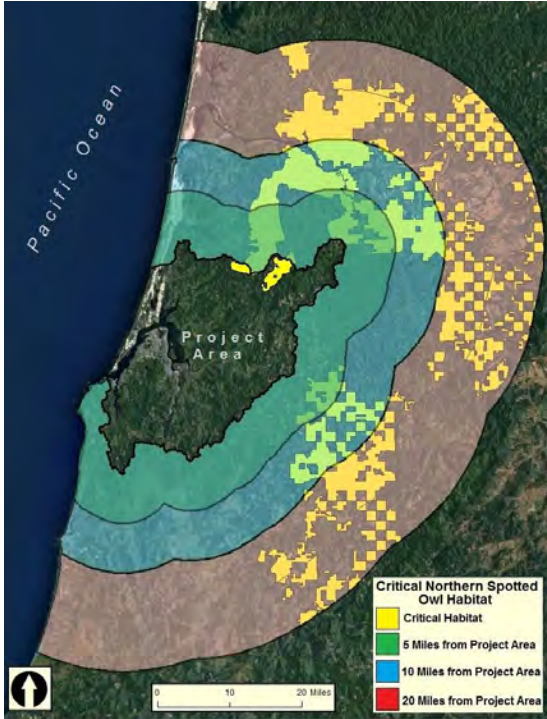 Pacific Ocean
Project
Area
Critical Northern Spotted
Owl Habitat
Critical Habitat
5 Miles from Project Area
10 Miles from Project Area
20 Miles from Project Area
0 10 20 Miles